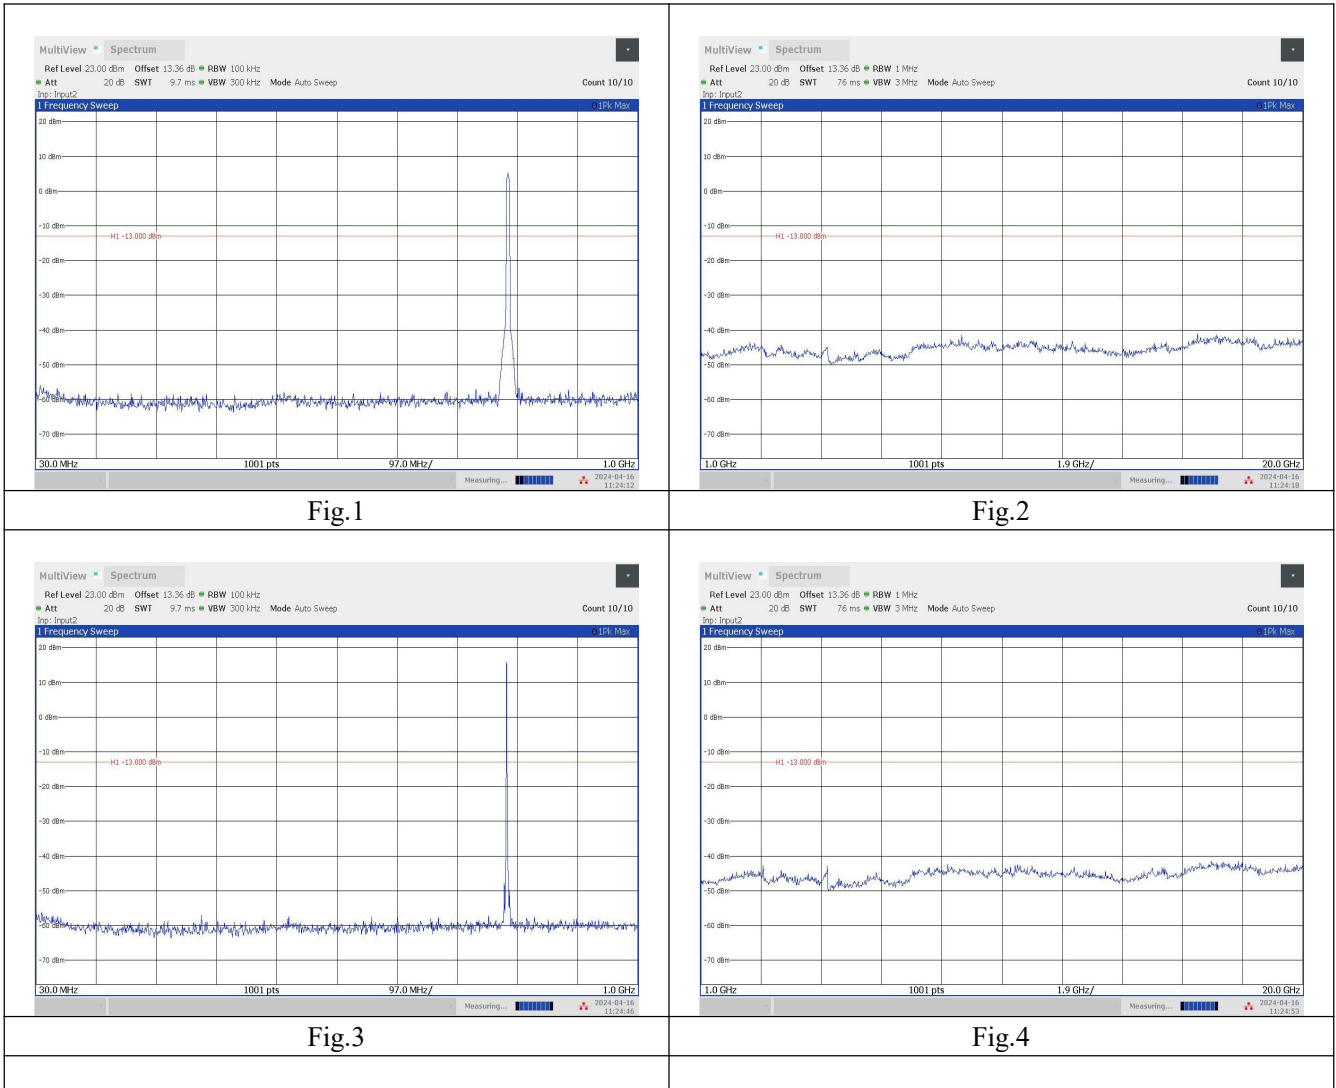 MultiView Spectrum
Ref Level 23.00 dBm Offset 13.36 dB RBW 100 kHz
Att 20 dB SWT 9.7 ms VBW 300 kHz Mode Auto Sweep Count 10/10
Inp: Input2
1 Frequency Sweep 1Pk Max
20 dBm
10 dBm
0 dBm
-10 dBm
H1 -13.000 dBm
-20 dBm
-30 dBm
-40 dBm
-50 dBm
-60 dBm
-70 dBm
30.0 MHz 1001 pts 97.0 MHz/ 1.0 GHz
Measuring... 2024-04-16
11:24:12
Fig.1
MultiView Spectrum
Ref Level 23.00 dBm Offset 13.36 dB RBW 1 MHz
Att 20 dB SWT 76 ms VBW 3 MHz Mode Auto Sweep Count 10/10
Inp: Input2
1 Frequency Sweep 1Pk Max
20 dBm
10 dBm
0 dBm
-10 dBm
H1 -13.000 dBm
-20 dBm
-30 dBm
-40 dBm
-50 dBm
-60 dBm
-70 dBm
1.0 GHz 1001 pts 1.9 GHz/ 20.0 GHz
Measuring... 2024-04-16
11:24:18
Fig.2
MultiView Spectrum
Ref Level 23.00 dBm Offset 13.36 dB RBW 100 kHz
Att 20 dB SWT 9.7 ms VBW 300 kHz Mode Auto Sweep Count 10/10
Inp: Input2
1 Frequency Sweep 1Pk Max
20 dBm
10 dBm
0 dBm
-10 dBm
H1 -13.000 dBm
-20 dBm
-30 dBm
-40 dBm
-50 dBm
-60 dBm
-70 dBm
30.0 MHz 1001 pts 97.0 MHz/ 1.0 GHz
Measuring... 2024-04-16
11:24:46
Fig.3
MultiView Spectrum
Ref Level 23.00 dBm Offset 13.36 dB RBW 1 MHz
Att 20 dB SWT 76 ms VBW 3 MHz Mode Auto Sweep Count 10/10
Inp: Input2
1 Frequency Sweep 1Pk Max
20 dBm
10 dBm
0 dBm
-10 dBm
H1 -13.000 dBm
-20 dBm
-30 dBm
-40 dBm
-50 dBm
-60 dBm
-70 dBm
1.0 GHz 1001 pts 1.9 GHz/ 20.0 GHz
Measuring... 2024-04-16
11:24:53
Fig.4